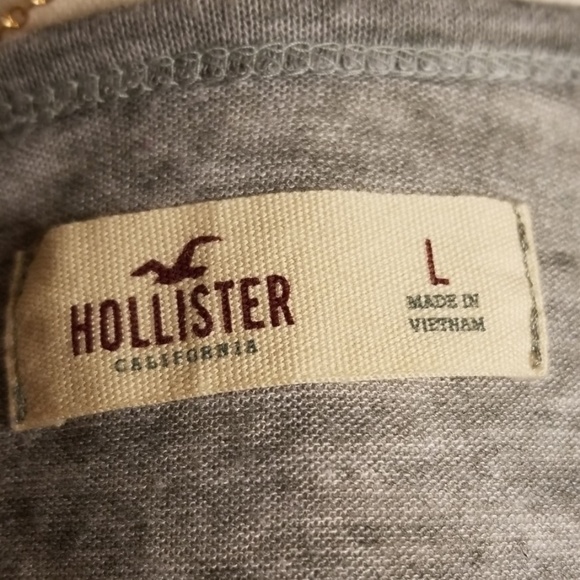 HOLLISTER
CALIFORNIA
L
MADE IN
VIETNAM